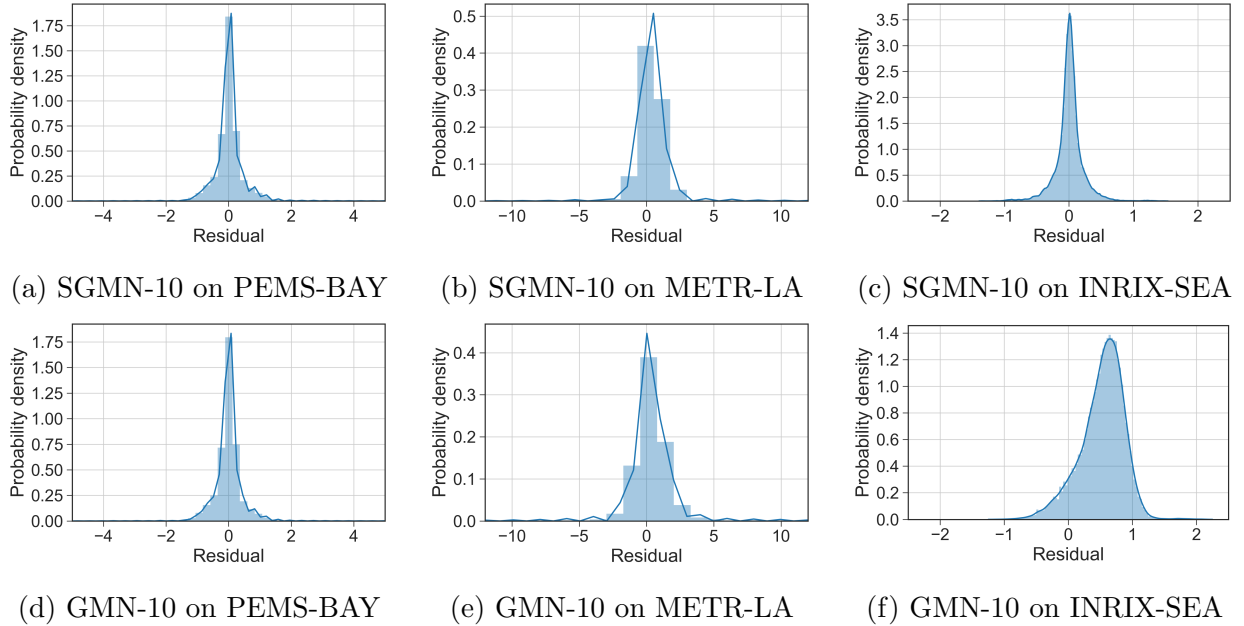 Probability density
1.75
1.50
1.25
1.00
0.75
0.50
0.25
0.00
−4 −2 0 2 4
Residual
Probability density
0.5
0.4
0.3
0.2
0.1
0.0
−10 −5 0 5 10
Residual
Probability density
3.5
3.0
2.5
2.0
1.5
1.0
0.5
0.0
−2 −1 0 1 2
Residual
(a) SGMN-10 on PEMS-BAY
(b) SGMN-10 on METR-LA
(c) SGMN-10 on INRIX-SEA
Probability density
1.75
1.50
1.25
1.00
0.75
0.50
0.25
0.00
−4 −2 0 2 4
Residual
Probability density
0.4
0.3
0.2
0.1
0.0
−10 −5 0 5 10
Residual
Probability density
1.4
1.2
1.0
0.8
0.6
0.4
0.2
0.0
−2 −1 0 1 2
Residual
(d) GMN-10 on PEMS-BAY
(e) GMN-10 on METR-LA
(f) GMN-10 on INRIX-SEA